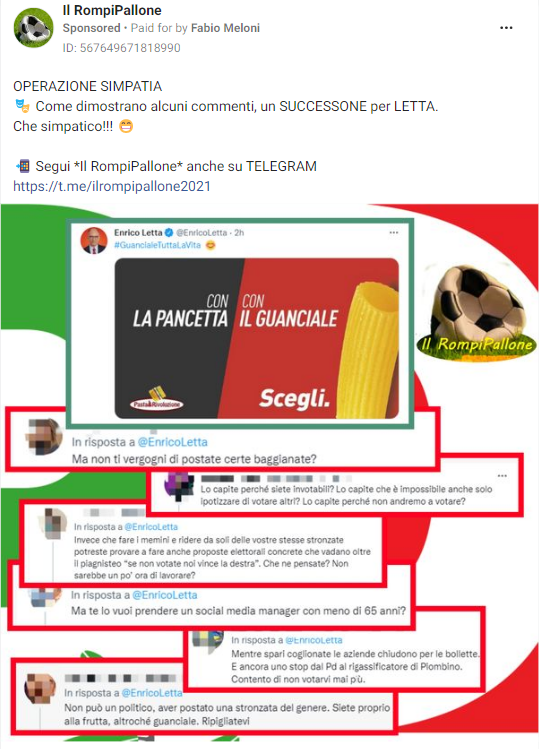 Il RompiPallone
Sponsored • Paid for by Fabio Meloni
ID: 567649671818990
OPERAZIONE SIMPATIA
🎭 Come dimostrano alcuni commenti, un SUCCESSONE per LETTA.
Che simpatico!!! 😁
📲 Segui *Il RompiPallone* anche su TELEGRAM
https://t.me/ilrompipallone2021
Enrico Letta @EnricoLetta · 2h
#GuancialeTuttaLaVita 😊
CON
LA PANCETTA
CON
IL GUANCIALE
Pasta&Rivoluzione
Scegli.
Il RompiPallone
In risposta a @EnricoLetta
Ma non ti vergogni di postate certe baggianate?
Lo capite perché siete invotabili? Lo capite che è impossibile anche solo
ipotizzare di votare altri? Lo capite perché non andremo a votare?
In risposta a @EnricoLetta
Invece che fare i memini e ridere da soli delle vostre stesse stronzate
potreste provare a fare anche proposte elettorali concrete che vadano oltre
il piagnisteo "se non votate noi vince la destra". Che ne pensate? Non
sarebbe un po' ora di lavorare?
In risposta a @EnricoLetta
Ma te lo vuoi prendere un social media manager con meno di 65 anni?
In risposta a @EnricoLetta
Mentre spari coglionate le aziende chiudono per le bollette.
E ancora uno stop dal Pd al rigassificatore di Piombino.
Contento di non votarvi mai più.
In risposta a @EnricoLetta
Non può un politico, aver postato una stronzata del genere. Siete proprio
alla frutta, altroché guanciale. Ripigliatevi